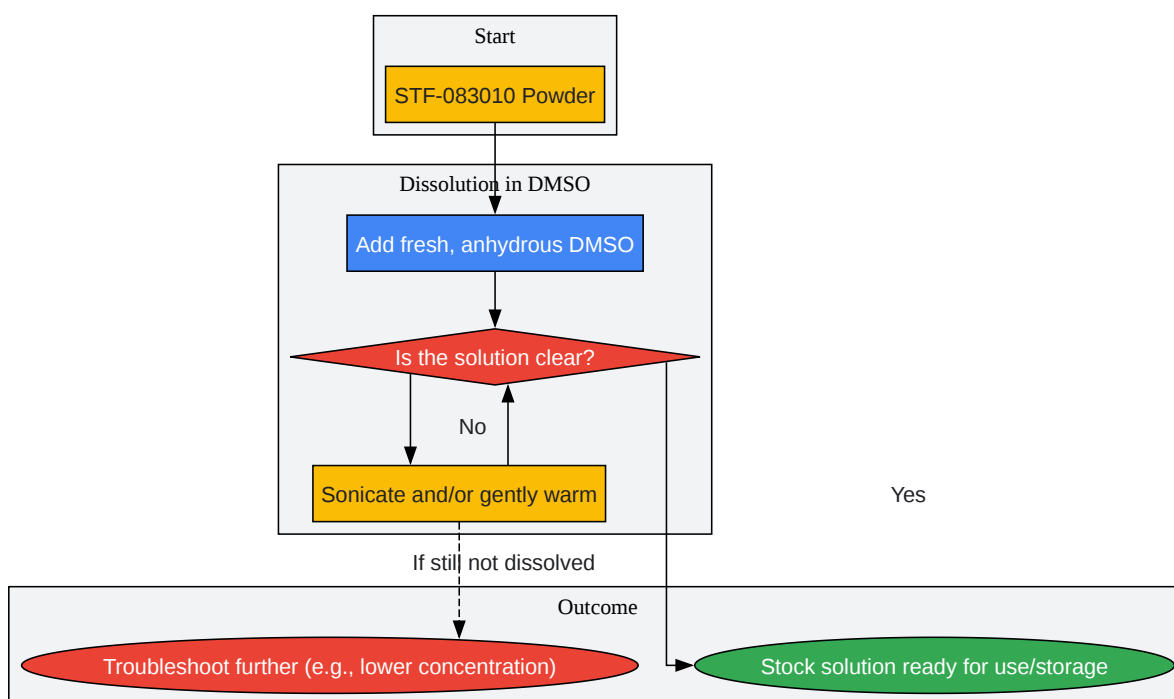 Start
STF-083010 Powder
Dissolution in DMSO
Add fresh, anhydrous DMSO
Is the solution clear?
No
Sonicate and/or gently warm
Yes
If still not dissolved
Outcome
Troubleshoot further (e.g., lower concentration)
Stock solution ready for use/storage